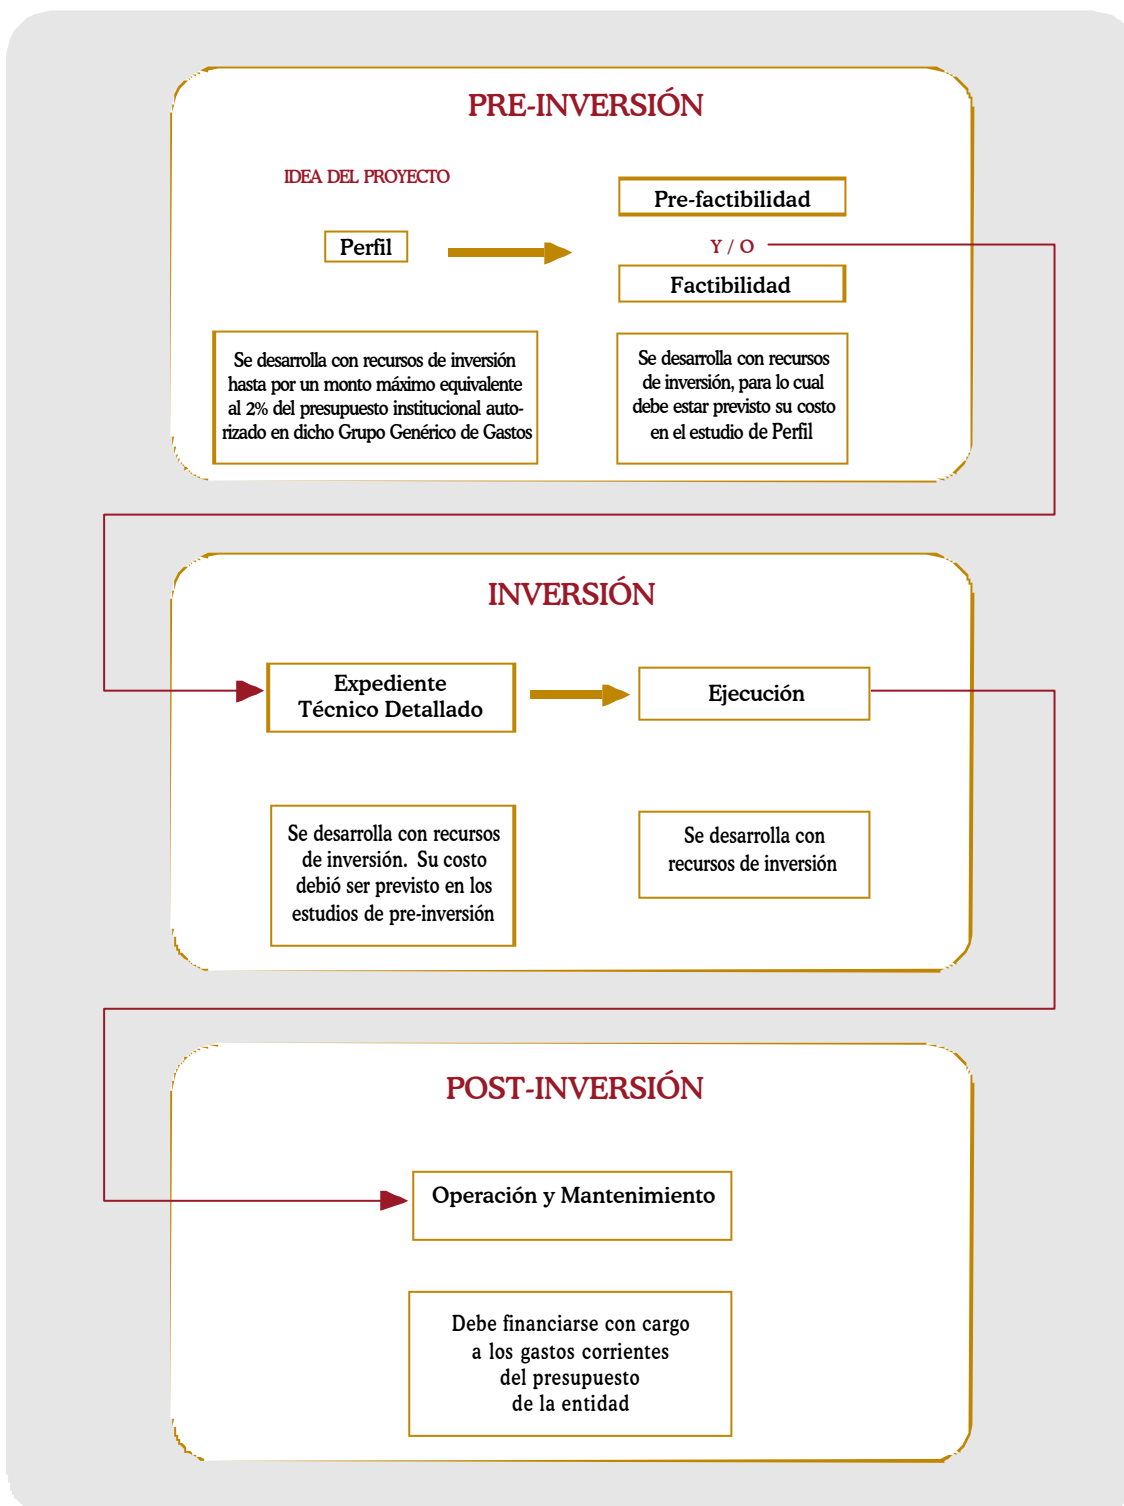 PRE-INVERSIÓN
IDEA DEL PROYECTO
Perfil
Pre-factibilidad
Y / O
Factibilidad
Se desarrolla con recursos de inversión
hasta por un monto máximo equivalente
al 2% del presupuesto institucional auto-
rizado en dicho Grupo Genérico de Gastos
Se desarrolla con recursos
de inversión, para lo cual
debe estar previsto su costo
en el estudio de Perfil
INVERSIÓN
Expediente
Técnico Detallado
Ejecución
Se desarrolla con recursos
de inversión. Su costo
debió ser previsto en los
estudios de pre-inversión
Se desarrolla con
recursos de inversión
POST-INVERSIÓN
Operación y Mantenimiento
Debe financiarse con cargo
a los gastos corrientes
del presupuesto
de la entidad